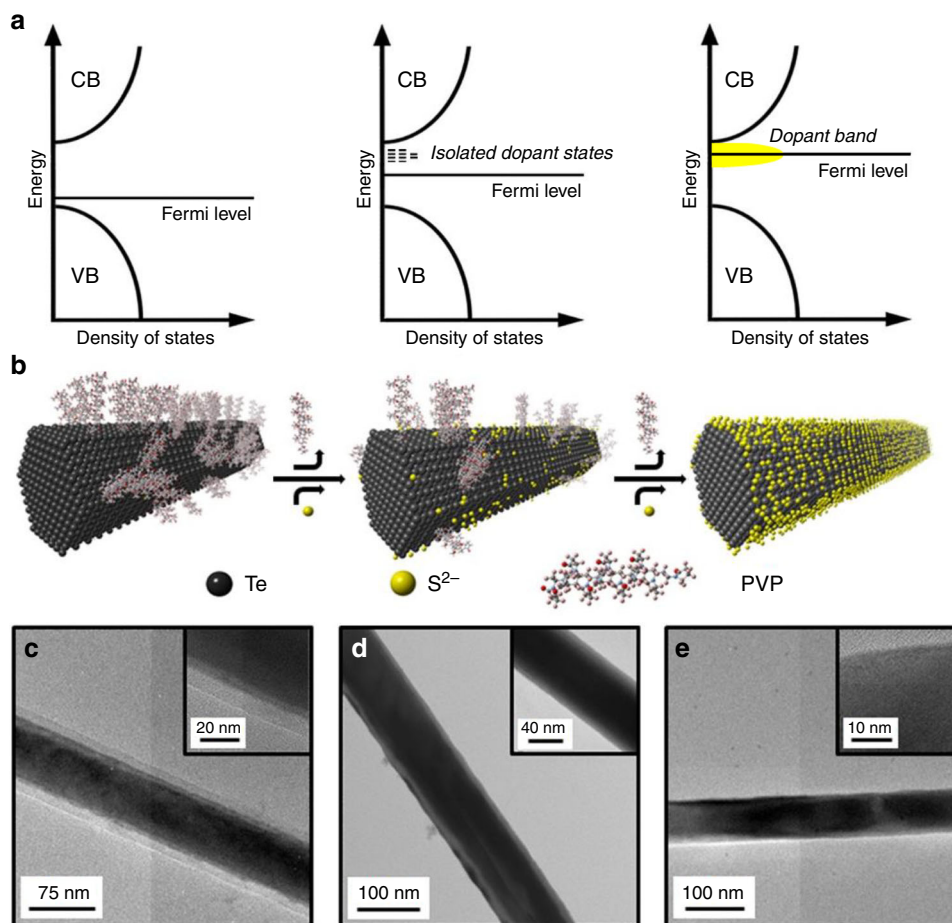 a
CB
Energy
Fermi level
VB
Density of states
CB
Energy
Isolated dopant states
Fermi level
VB
Density of states
CB
Energy
Dopant band
Fermi level
VB
Density of states
b
Te
S²⁻
PVP
c
20 nm
75 nm
d
40 nm
100 nm
e
10 nm
100 nm